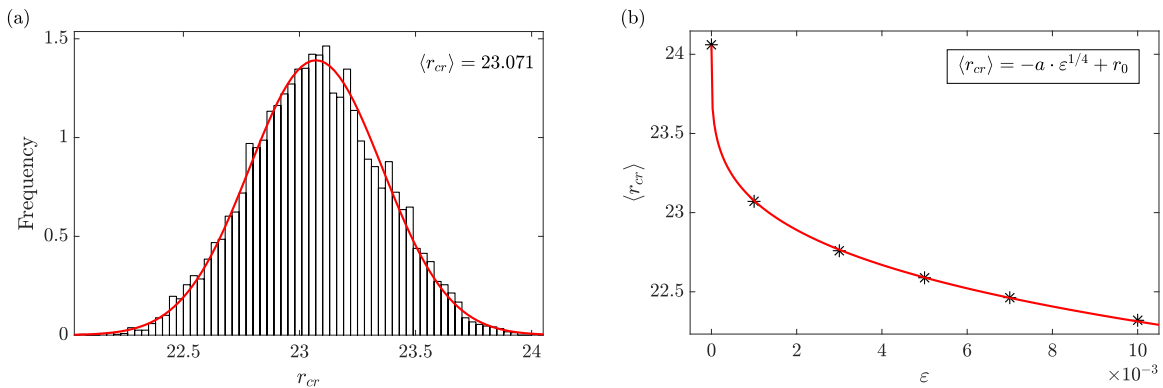 (a)
1.5
1
0.5
0
Frequency
⟨r_cr⟩ = 23.071
22.5 23 23.5 24
r_cr
(b)
24
23.5
23
22.5
⟨r_cr⟩
⟨r_cr⟩ = −a · ε^{1/4} + r_0
0 2 4 6 8 10
×10^{−3}
ε